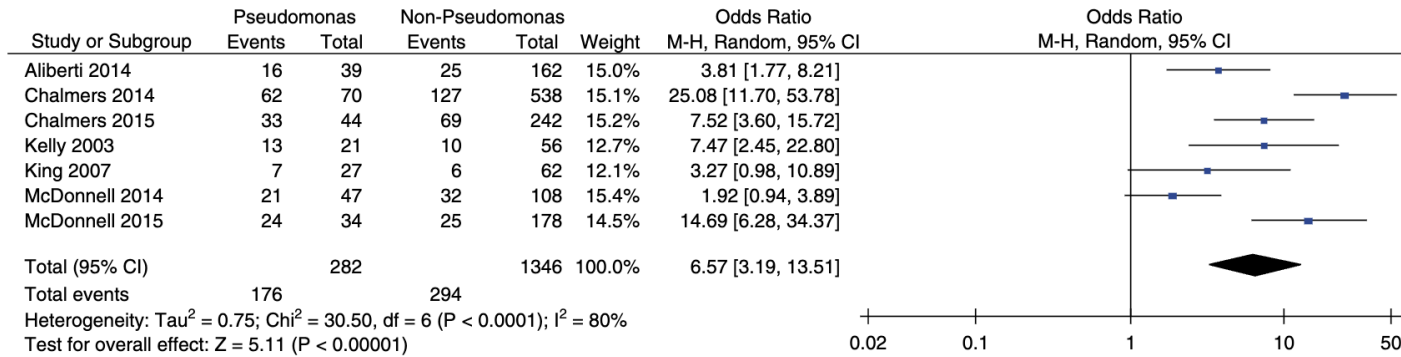 Pseudomonas Non-Pseudomonas Odds Ratio Odds Ratio
Study or Subgroup Events Total Events Total Weight M-H, Random, 95% CI M-H, Random, 95% CI
Aliberti 2014 16 39 25 162 15.0% 3.81 [1.77, 8.21]
Chalmers 2014 62 70 127 538 15.1% 25.08 [11.70, 53.78]
Chalmers 2015 33 44 69 242 15.2% 7.52 [3.60, 15.72]
Kelly 2003 13 21 10 56 12.7% 7.47 [2.45, 22.80]
King 2007 7 27 6 62 12.1% 3.27 [0.98, 10.89]
McDonnell 2014 21 47 32 108 15.4% 1.92 [0.94, 3.89]
McDonnell 2015 24 34 25 178 14.5% 14.69 [6.28, 34.37]
Total (95% CI) 282 1346 100.0% 6.57 [3.19, 13.51]
Total events 176 294
Heterogeneity: Tau² = 0.75; Chi² = 30.50, df = 6 (P < 0.0001); I² = 80%
Test for overall effect: Z = 5.11 (P < 0.00001)
0.02 0.1 1 10 50